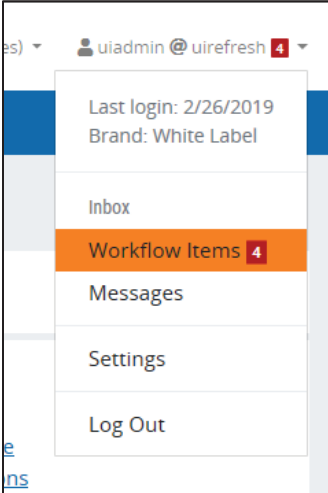 es) uiadmin @ uirefresh 4
Last login: 2/26/2019
Brand: White Label
Inbox
Workflow Items 4
Messages
Settings
Log Out
e
ns